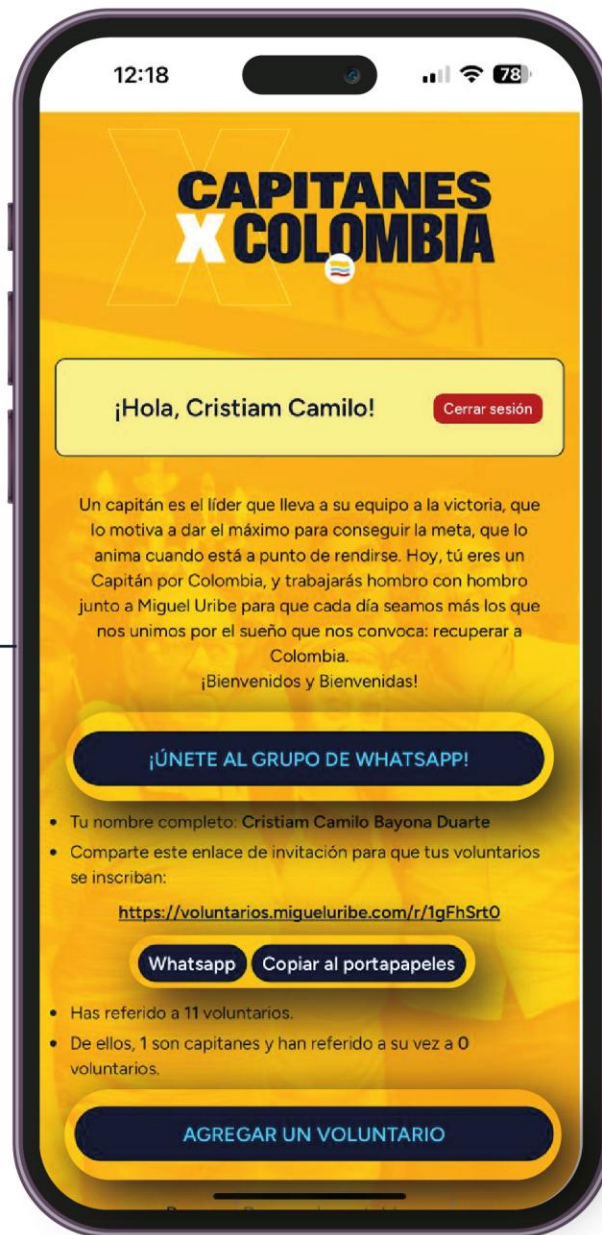 12:18
78
CAPITANES
X COLOMBIA
¡Hola, Cristiam Camilo!
Cerrar sesión
Un capitán es el líder que lleva a su equipo a la victoria, que
lo motiva a dar el máximo para conseguir la meta, que lo
anima cuando está a punto de rendirse. Hoy, tú eres un
Capitán por Colombia, y trabajarás hombro con hombro
junto a Miguel Uribe para que cada día seamos más los que
nos unimos por el sueño que nos convoca: recuperar a
Colombia.
¡Bienvenidos y Bienvenidas!
¡ÚNETE AL GRUPO DE WHATSAPP!
• Tu nombre completo: Cristiam Camilo Bayona Duarte
• Comparte este enlace de invitación para que tus voluntarios
se inscriban:
https://voluntarios.migueluribe.com/r/1gFhSrt0
Whatsapp Copiar al portapapeles
• Has referido a 11 voluntarios.
• De ellos, 1 son capitanes y han referido a su vez a 0
voluntarios.
AGREGAR UN VOLUNTARIO